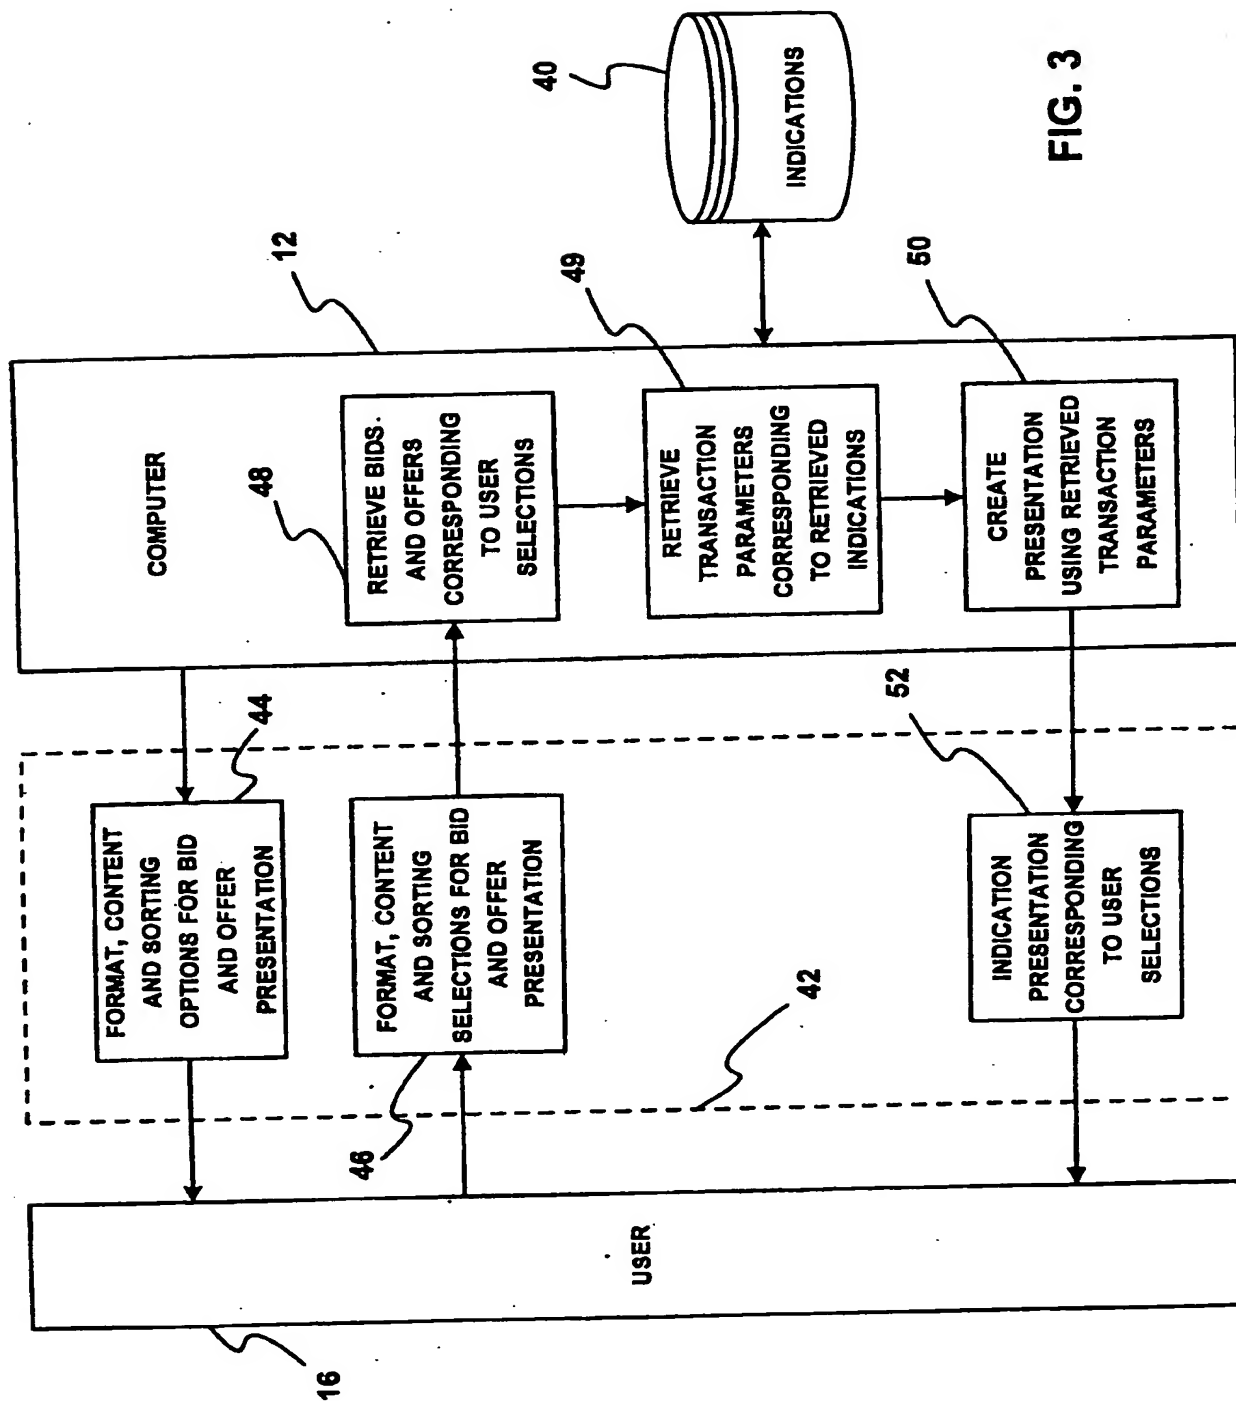 16
USER
46
42
FORMAT, CONTENT
AND SORTING
OPTIONS FOR BID
AND OFFER
PRESENTATION
44
FORMAT, CONTENT
AND SORTING
SELECTIONS FOR BID
AND OFFER
PRESENTATION
INDICATION
PRESENTATION
CORRESPONDING
TO USER
SELECTIONS
52
COMPUTER
12
48
RETRIEVE BIDS
AND OFFERS
CORRESPONDING
TO USER
SELECTIONS
49
RETRIEVE
TRANSACTION
PARAMETERS
CORRESPONDING
TO RETRIEVED
INDICATIONS
50
CREATE
PRESENTATION
USING RETRIEVED
TRANSACTION
PARAMETERS
40
INDICATIONS
FIG. 3